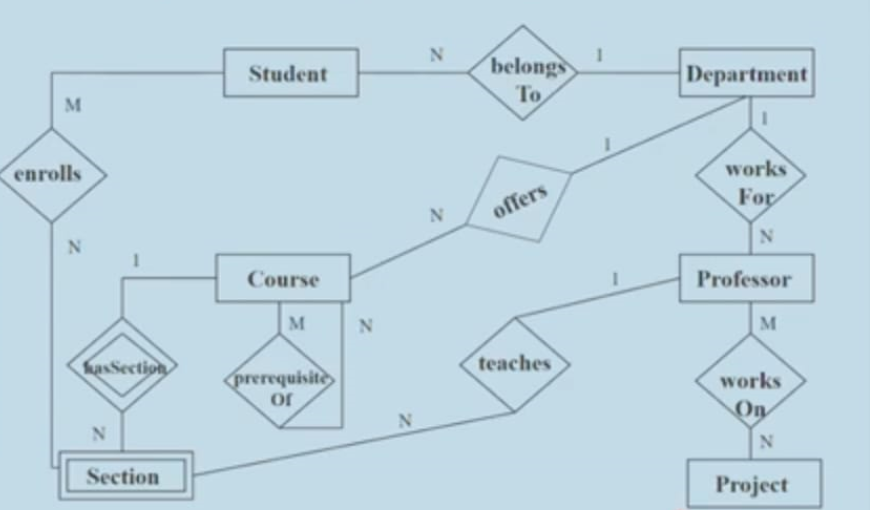 N
1
Student
belongs
To
Department
M
1
1
enrolls
works
For
offers
N
N
N
1
Course
1
Professor
M
N
M
hasSection
prerequisite
Of
teaches
works
On
N
N
N
Section
Project